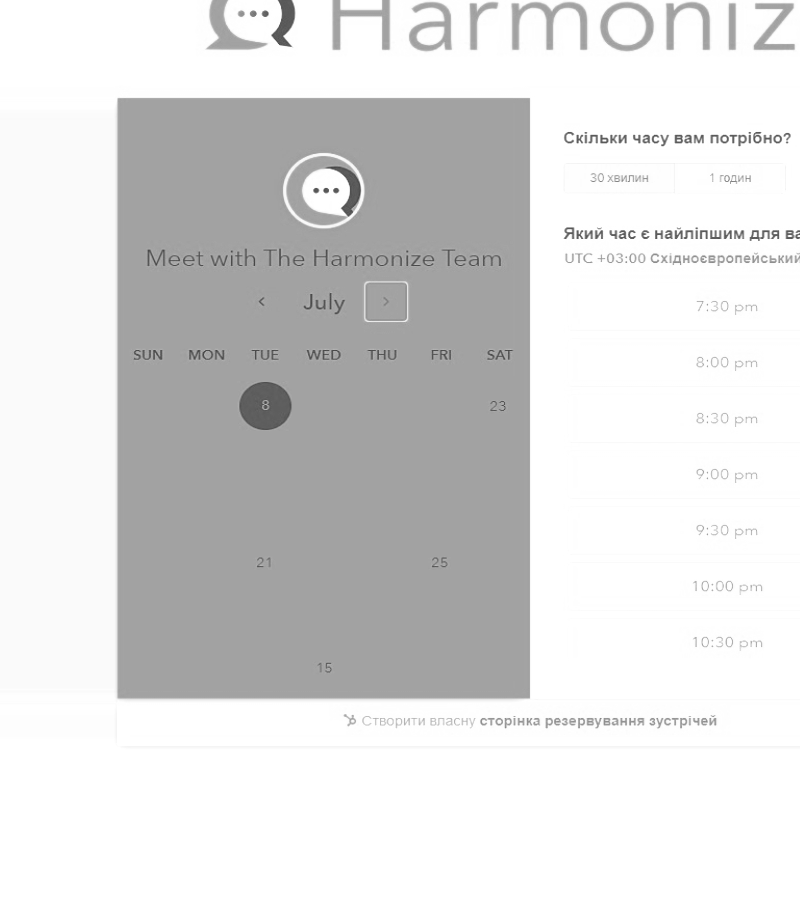 Harmoniz
Meet with The Harmonize Team
July
SUN MON TUE WED THU FRI SAT
8 23
21 25
15
Скільки часу вам потрібно?
30 хвилин 1 годин
Який час є найліпшим для ва
UTC +03:00 Східноєвропейський
7:30 pm
8:00 pm
8:30 pm
9:00 pm
9:30 pm
10:00 pm
10:30 pm
Створити власну сторінка резервування зустрічей